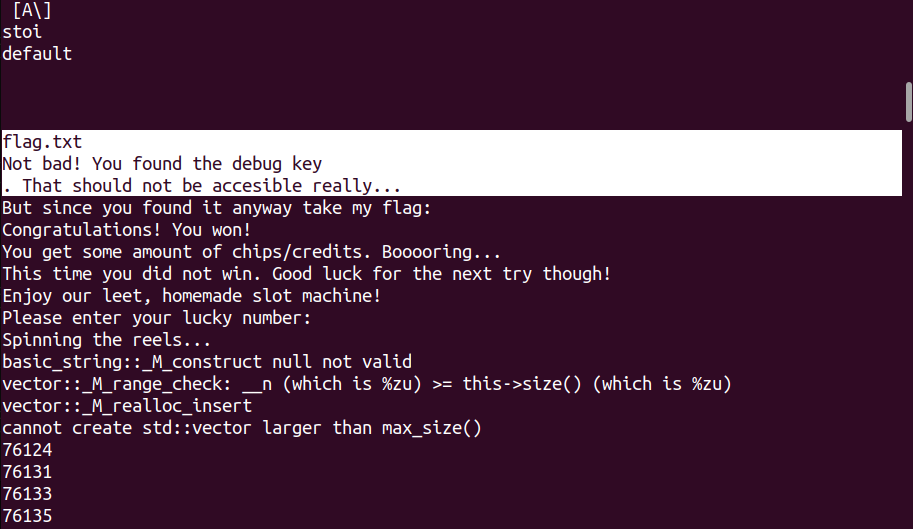 [A\]
stoi
default
flag.txt
Not bad! You found the debug key
. That should not be accesible really...
But since you found it anyway take my flag:
Congratulations! You won!
You get some amount of chips/credits. Booooring...
This time you did not win. Good luck for the next try though!
Enjoy our leet, homemade slot machine!
Please enter your lucky number:
Spinning the reels...
basic_string::_M_construct null not valid
vector::_M_range_check: __n (which is %zu) >= this->size() (which is %zu)
vector::_M_realloc_insert
cannot create std::vector larger than max_size()
76124
76131
76133
76135